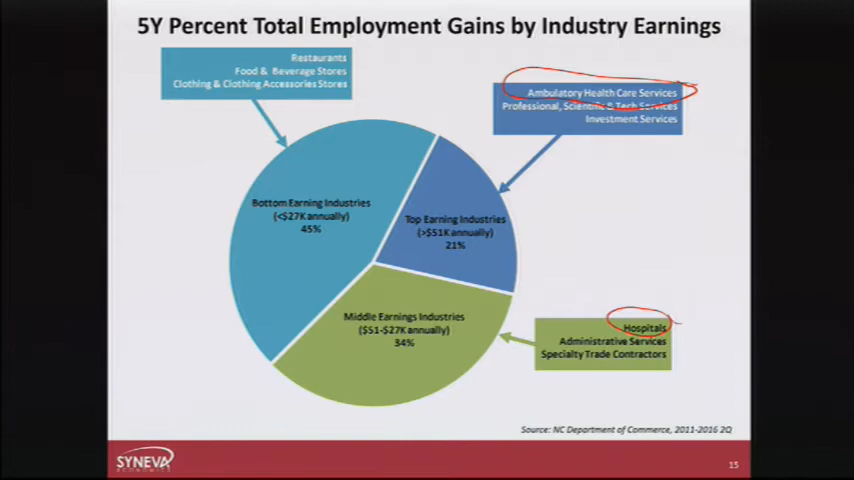 5Y Percent Total Employment Gains by Industry Earnings
Restaurants
Food & Beverage Stores
Clothing & Clothing Accessories Stores
Ambulatory Health Care Services
Professional, Scientific & Tech Services
Investment Services
Bottom Earning Industries
(<$27K annually)
45%
Top Earning Industries
(>$51K annually)
21%
Middle Earnings Industries
($51-$27K annually)
34%
Hospitals
Administrative Services
Specialty Trade Contractors
Source: NC Department of Commerce, 2011-2016 2Q
SYNEVA
ECONOMICS
15